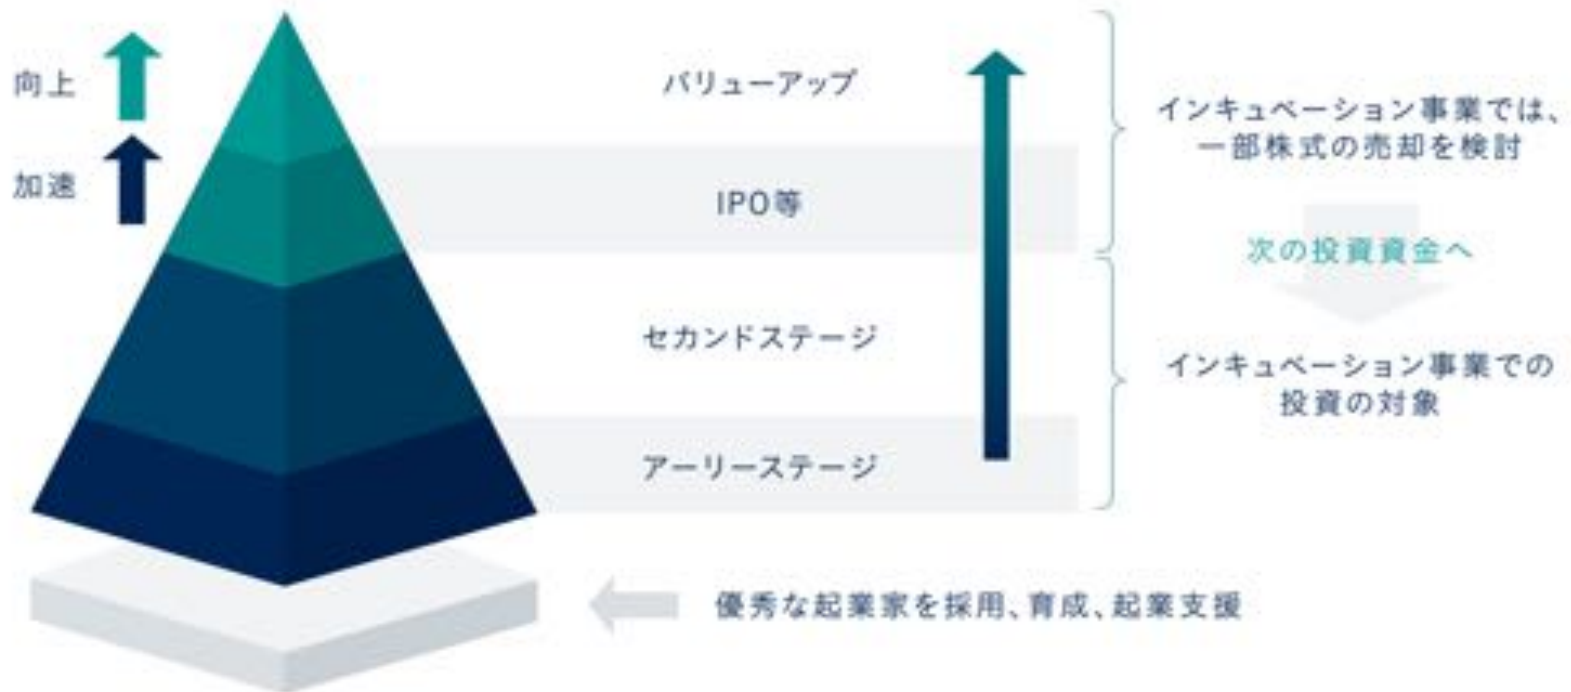 向上
加速
バリューアップ
IPO等
セカンドステージ
アーリーステージ
インキュベーション事業では、
一部株式の売却を検討
次の投資資金へ
インキュベーション事業での
投資の対象
優秀な起業家を採用、育成、起業支援